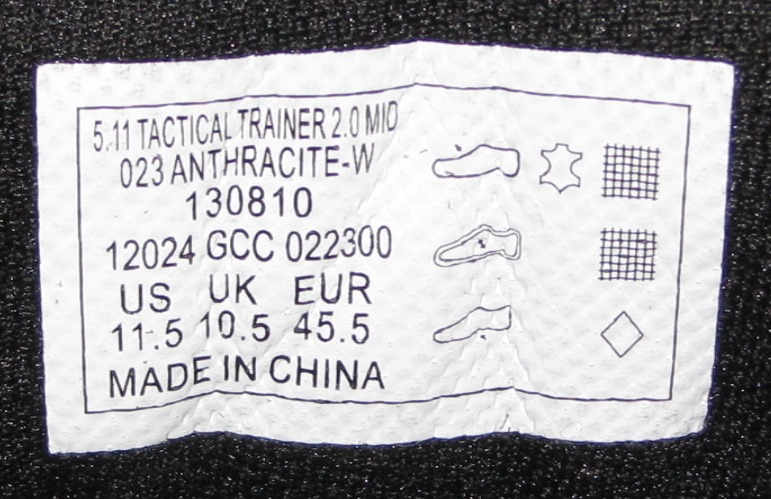 5.11 TACTICAL TRAINER 2.0 MID
023 ANTHRACITE-W
130810
12024 GCC 022300
US UK EUR
11.5 10.5 45.5
MADE IN CHINA